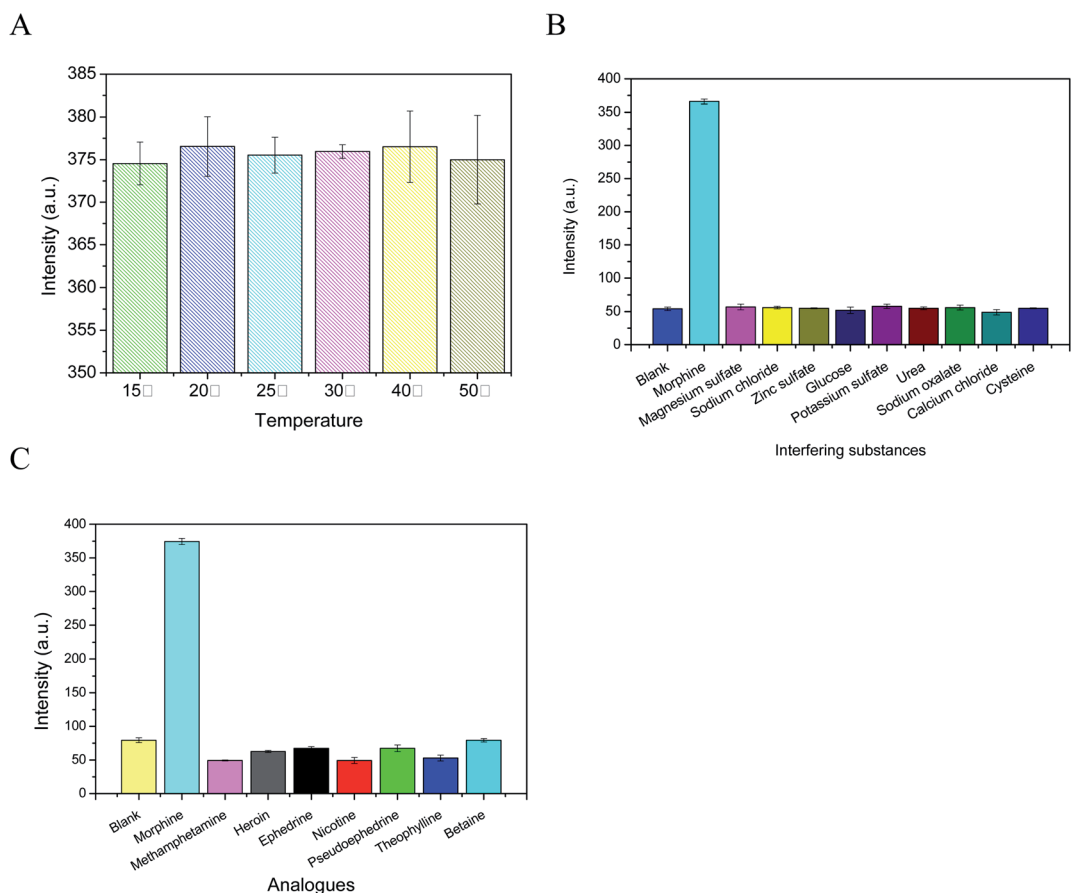 A
385
380
375
370
365
360
355
350
Intensity (a.u.)
15□ 20□ 25□ 30□ 40□ 50□
Temperature
B
400
350
300
250
200
150
100
50
0
Intensity (a.u.)
Blank
Morphine
Magnesium sulfate
Sodium chloride
Zinc sulfate
Glucose
Potassium sulfate
Urea
Sodium oxalate
Calcium chloride
Cysteine
Interfering substances
C
400
350
300
250
200
150
100
50
0
Intensity (a.u.)
Blank
Morphine
Methamphetamine
Heroin
Ephedrine
Nicotine
Pseudoephedrine
Theophylline
Betaine
Analogues